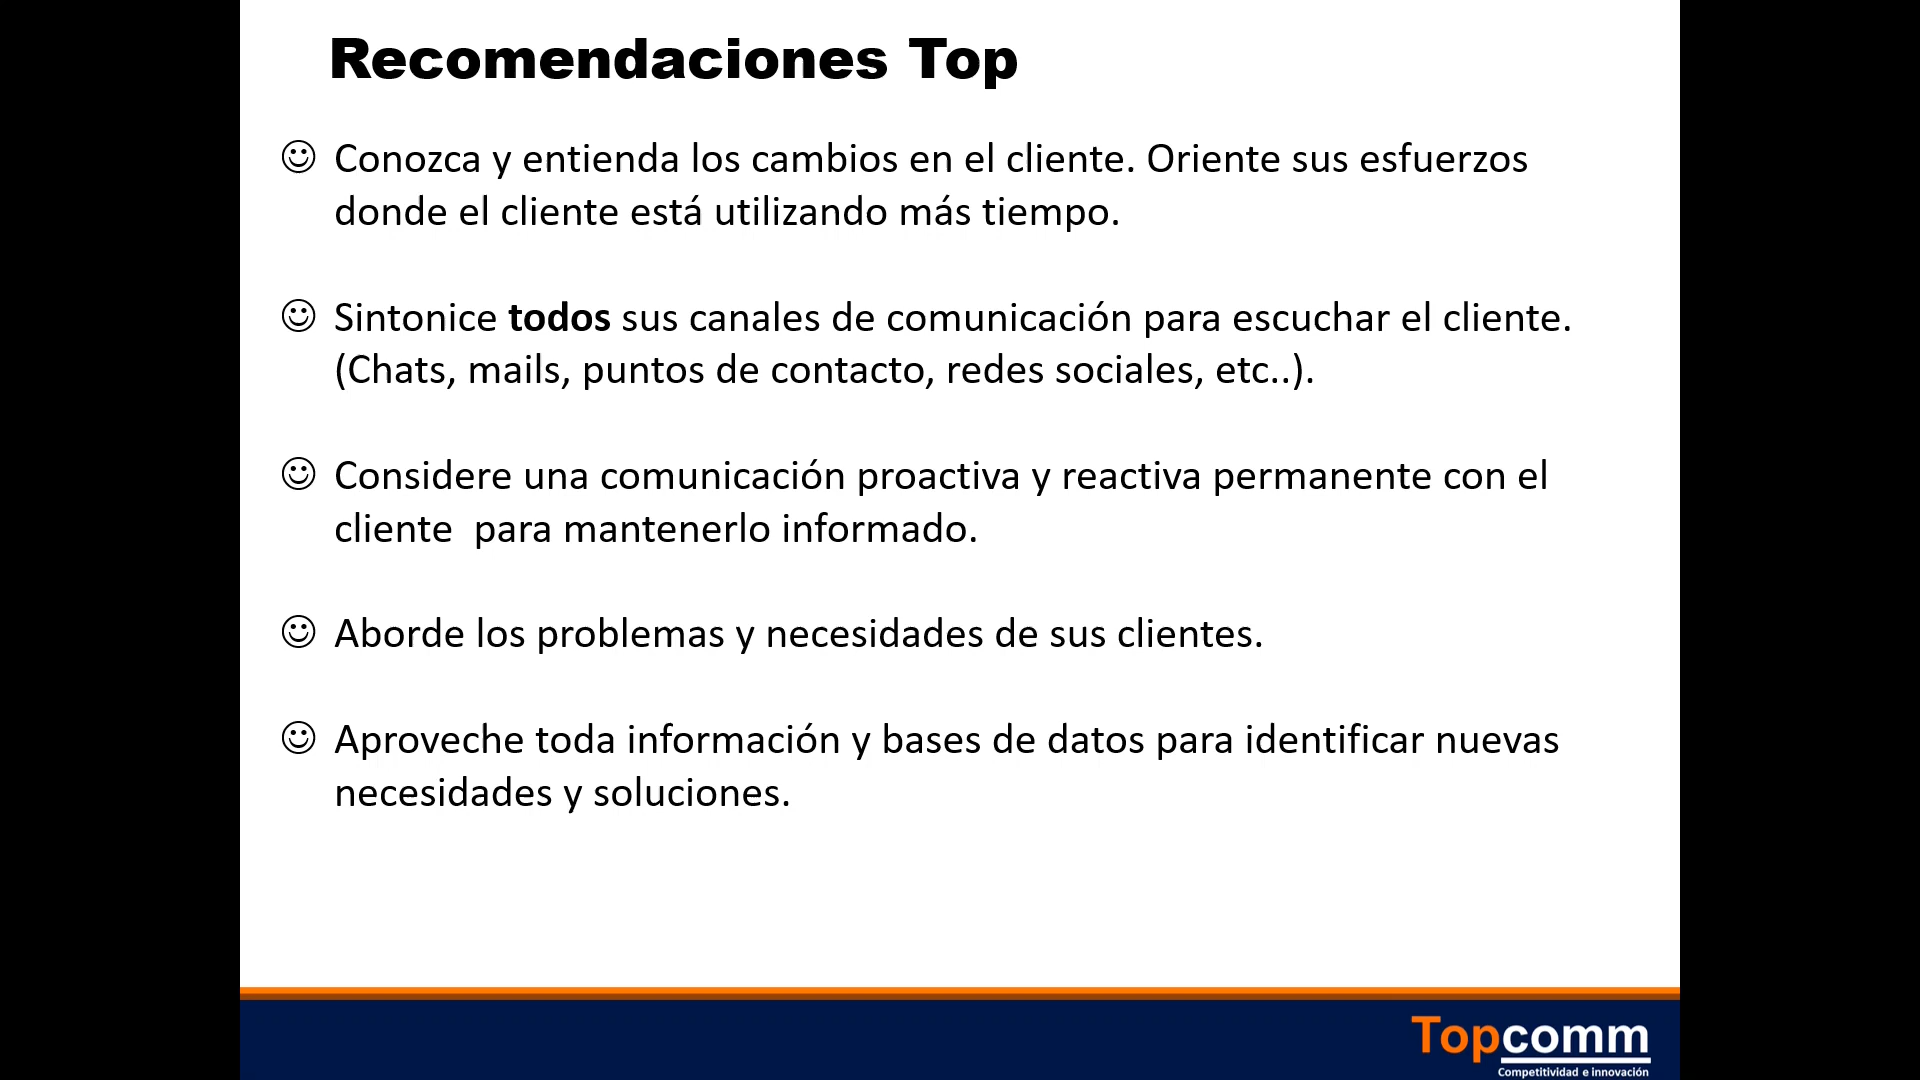 Recomendaciones Top
Conozca y entienda los cambios en el cliente. Oriente sus esfuerzos
donde el cliente está utilizando más tiempo.
Sintonice todos sus canales de comunicación para escuchar el cliente.
(Chats, mails, puntos de contacto, redes sociales, etc..).
Considere una comunicación proactiva y reactiva permanente con el
cliente  para mantenerlo informado.
Aborde los problemas y necesidades de sus clientes.
Aproveche toda información y bases de datos para identificar nuevas
necesidades y soluciones.
Topcomm
Competitividad e innovación